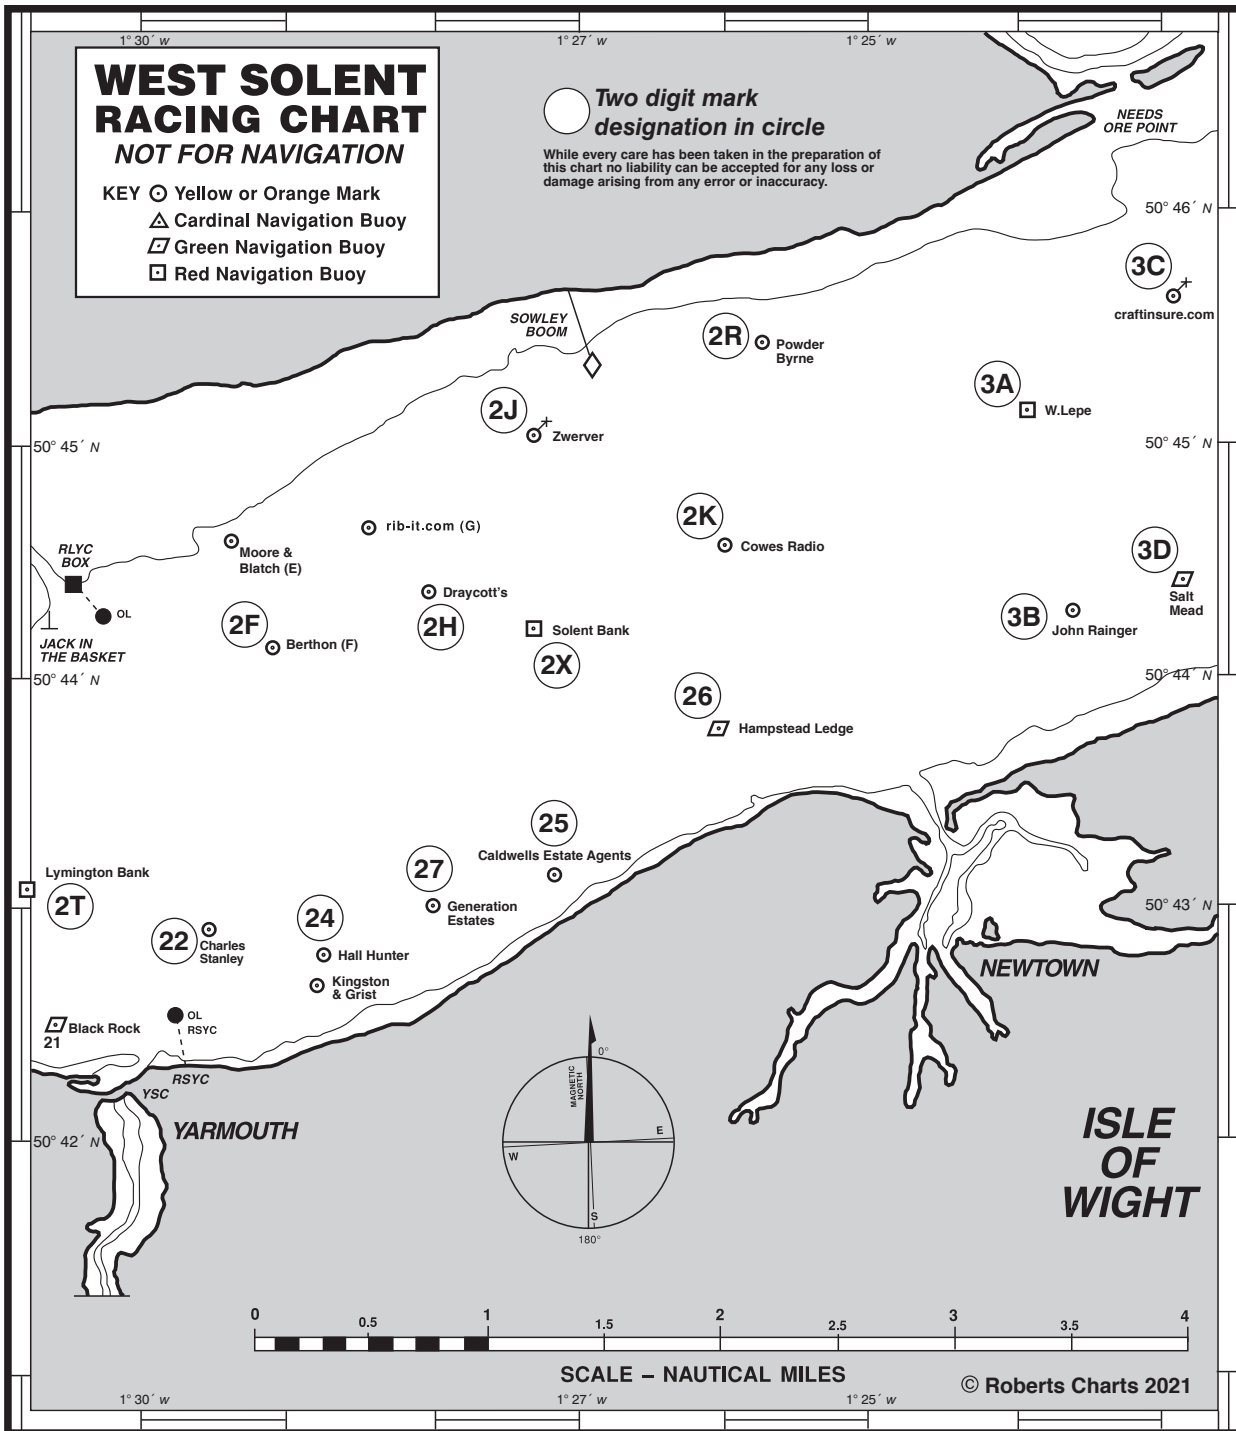 1° 30´ W
1° 27´ W
1° 25´ W
WEST SOLENT
RACING CHART
NOT FOR NAVIGATION
KEY
Yellow or Orange Mark
Cardinal Navigation Buoy
Green Navigation Buoy
Red Navigation Buoy
Two digit mark
designation in circle
While every care has been taken in the preparation of
this chart no liability can be accepted for any loss or
damage arising from any error or inaccuracy.
NEEDS
ORE POINT
50° 46´ N
3C
craftinsure.com
SOWLEY
BOOM
2R
Powder
Byrne
3A
W.Lepe
2J
Zwerver
50° 45´ N
50° 45´ N
2K
Cowes Radio
rib-it.com (G)
Moore &
Blatch (E)
RLYC
BOX
OL
JACK IN
THE BASKET
3D
Salt
Mead
Draycott's
2H
2F
Berthon (F)
Solent Bank
2X
3B
John Rainger
50° 44´ N
50° 44´ N
26
Hampstead Ledge
25
Caldwells Estate Agents
27
Generation
Estates
Lymington Bank
2T
22
Charles
Stanley
24
Hall Hunter
Kingston
& Grist
50° 43´ N
NEWTOWN
Black Rock
21
OL
RSYC
RSYC
YSC
YARMOUTH
50° 42´ N
MAGNETIC
NORTH
0°
E
W
S
180°
ISLE
OF
WIGHT
0
0.5
1
1.5
2
2.5
3
3.5
4
SCALE – NAUTICAL MILES
© Roberts Charts 2021
1° 30´ W
1° 27´ W
1° 25´ W